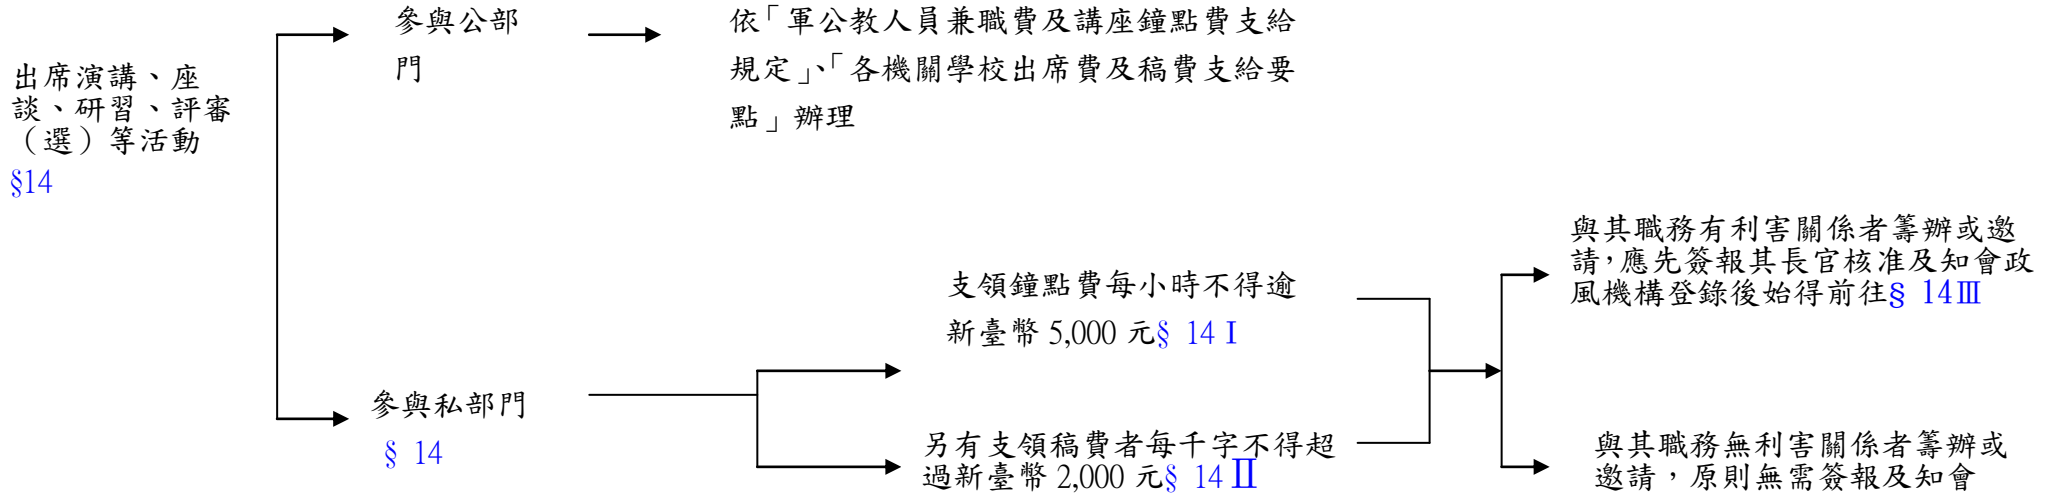 出席演講、座
談、研習、評審
（選）等活動
§14
參與公部
門
依「軍公教人員兼職費及講座鐘點費支給
規定」、「各機關學校出席費及稿費支給要
點」辦理
參與私部門
§ 14
支領鐘點費每小時不得逾
新臺幣 5,000 元§ 14 I
另有支領稿費者每千字不得超
過新臺幣 2,000 元§ 14 Ⅱ
與其職務有利害關係者籌辦或邀
請，應先簽報其長官核准及知會政
風機構登錄後始得前往§ 14Ⅲ
與其職務無利害關係者籌辦或
邀請，原則無需簽報及知會